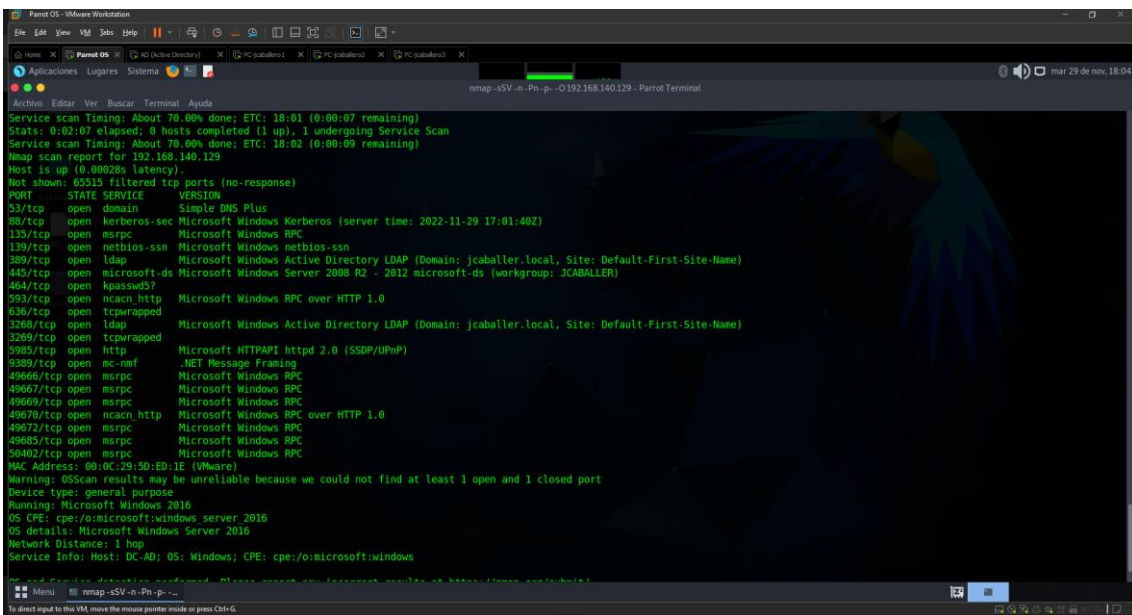 Parrot OS - VMware Workstation
File Edit View VM Tabs Help
Home Parrot OS AD (Active Directory) PC-jcaballero1 PC-jcaballero2 PC-jcaballero3
Aplicaciones Lugares Sistema mar 29 de nov, 18:04
nmap -sSV -n -Pn -p- -O 192.168.140.129 - Parrot Terminal
Archivo Editar Ver Buscar Terminal Ayuda
Service scan Timing: About 70.00% done; ETC: 18:01 (0:00:07 remaining)
Stats: 0:02:07 elapsed; 0 hosts completed (1 up), 1 undergoing Service Scan
Service scan Timing: About 70.00% done; ETC: 18:02 (0:00:09 remaining)
Nmap scan report for 192.168.140.129
Host is up (0.00028s latency).
Not shown: 65515 filtered tcp ports (no-response)
PORT STATE SERVICE VERSION
53/tcp open domain Simple DNS Plus
88/tcp open kerberos-sec Microsoft Windows Kerberos (server time: 2022-11-29 17:01:40Z)
135/tcp open msrpc Microsoft Windows RPC
139/tcp open netbios-ssn Microsoft Windows netbios-ssn
389/tcp open ldap Microsoft Windows Active Directory LDAP (Domain: jcaballer.local, Site: Default-First-Site-Name)
445/tcp open microsoft-ds Microsoft Windows Server 2008 R2 - 2012 microsoft-ds (workgroup: JCABALLER)
464/tcp open kpasswd5?
593/tcp open ncacn_http Microsoft Windows RPC over HTTP 1.0
636/tcp open tcpwrapped
3268/tcp open ldap Microsoft Windows Active Directory LDAP (Domain: jcaballer.local, Site: Default-First-Site-Name)
3269/tcp open tcpwrapped
5985/tcp open http Microsoft HTTPAPI httpd 2.0 (SSDP/UPnP)
9389/tcp open mc-nmf .NET Message Framing
49666/tcp open msrpc Microsoft Windows RPC
49667/tcp open msrpc Microsoft Windows RPC
49669/tcp open msrpc Microsoft Windows RPC
49670/tcp open ncacn_http Microsoft Windows RPC over HTTP 1.0
49672/tcp open msrpc Microsoft Windows RPC
49685/tcp open msrpc Microsoft Windows RPC
50402/tcp open msrpc Microsoft Windows RPC
MAC Address: 00:0C:29:5D:ED:1E (VMware)
Warning: OSScan results may be unreliable because we could not find at least 1 open and 1 closed port
Device type: general purpose
Running: Microsoft Windows 2016
OS CPE: cpe:/o:microsoft:windows_server_2016
OS details: Microsoft Windows Server 2016
Network Distance: 1 hop
Service Info: Host: DC-AD; OS: Windows; CPE: cpe:/o:microsoft:windows
OS and Service detection performed. Please report any incorrect results at https://nmap.org/submit/
Menú nmap -sSV -n -Pn -p- -...
To direct input to this VM, move the mouse pointer inside or press Ctrl+G.